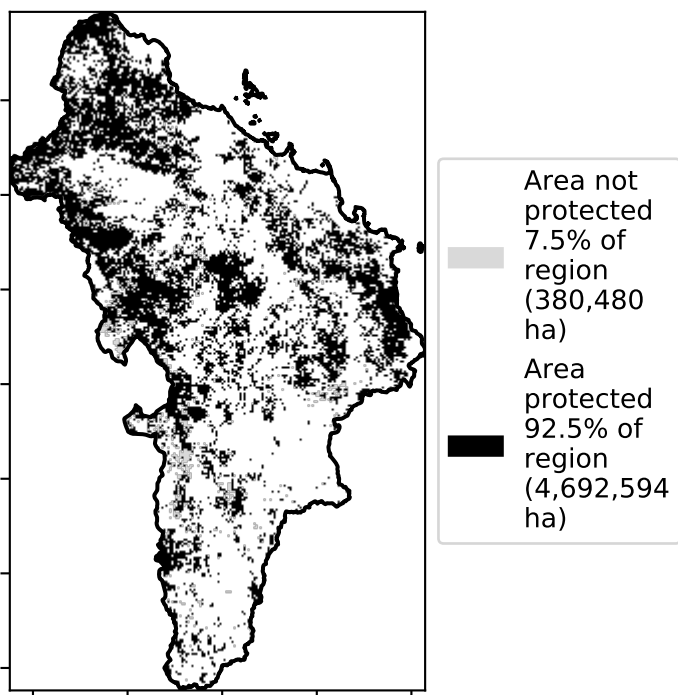 Area not
protected
7.5% of
region
(380,480
ha)
Area
protected
92.5% of
region
(4,692,594
ha)